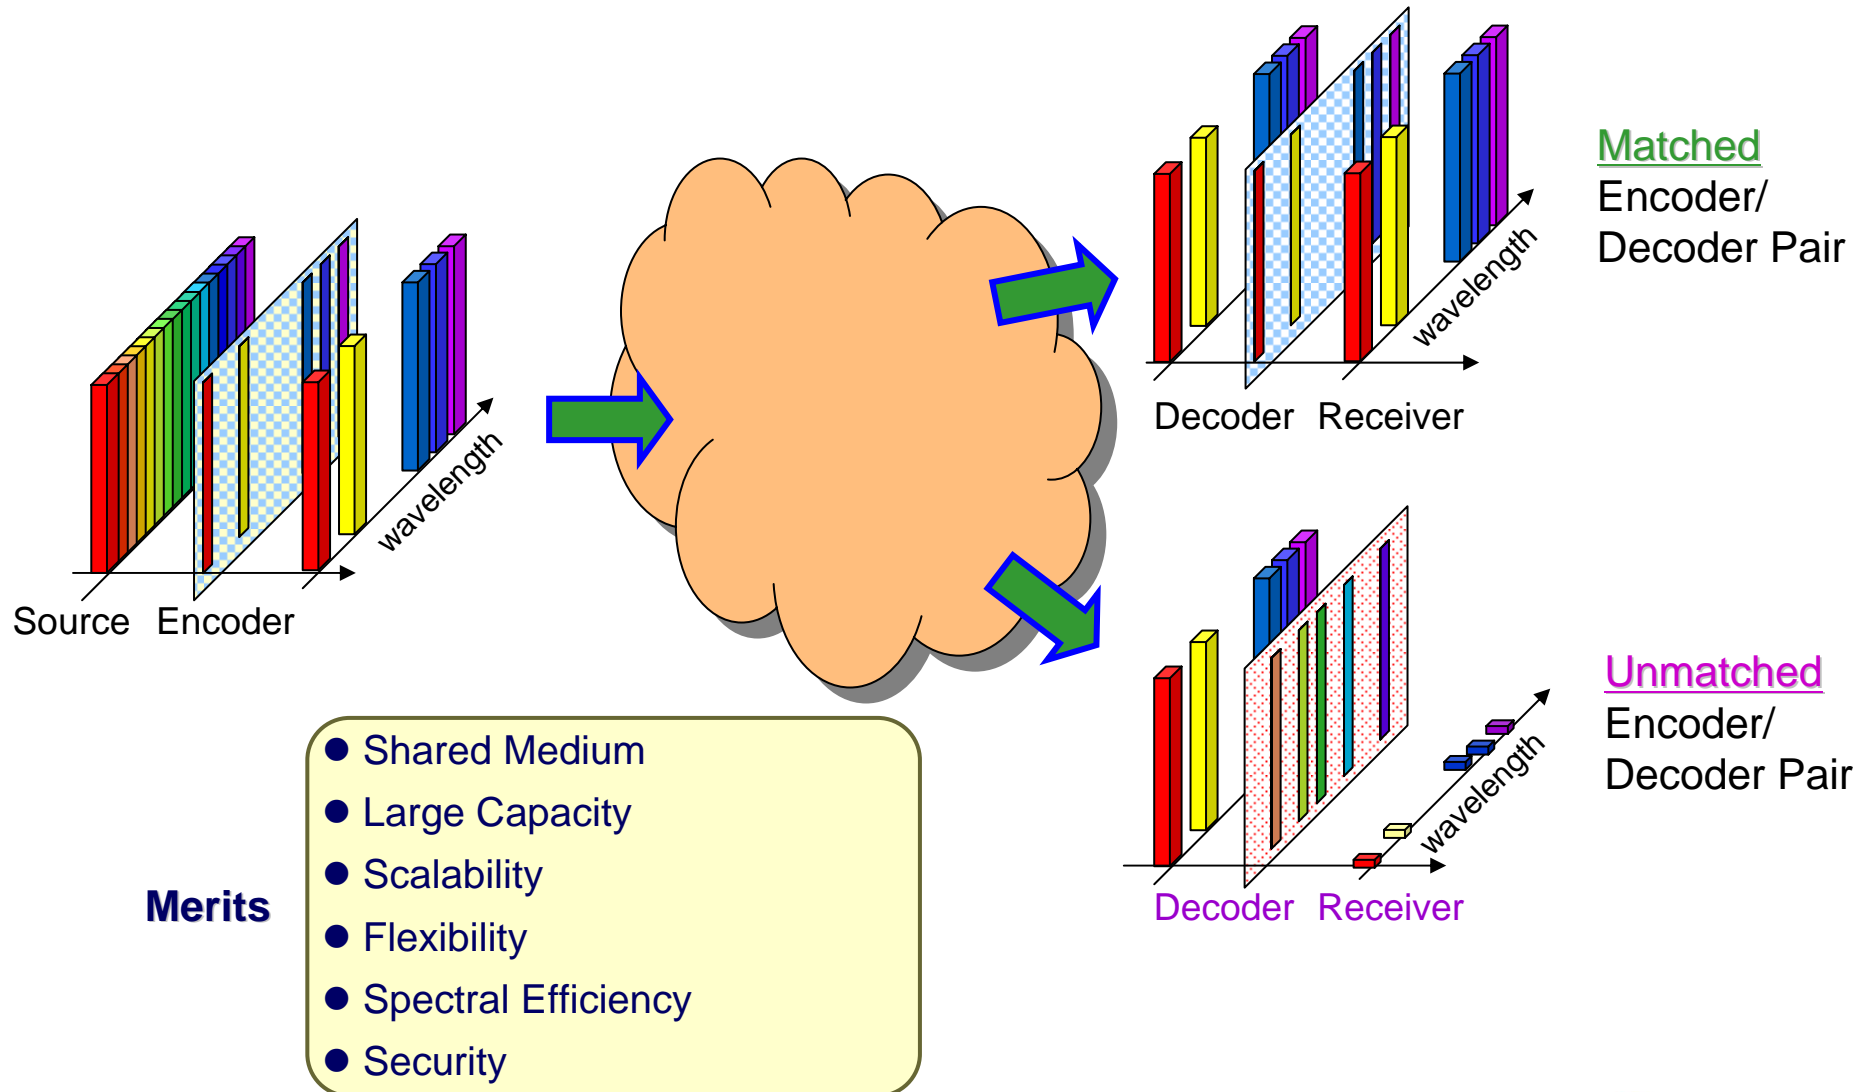 Matched
Encoder/
Decoder Pair
wavelength
Decoder Receiver
wavelength
Source Encoder
Unmatched
Encoder/
Decoder Pair
wavelength
Decoder Receiver
Merits
Shared Medium
Large Capacity
Scalability
Flexibility
Spectral Efficiency
Security